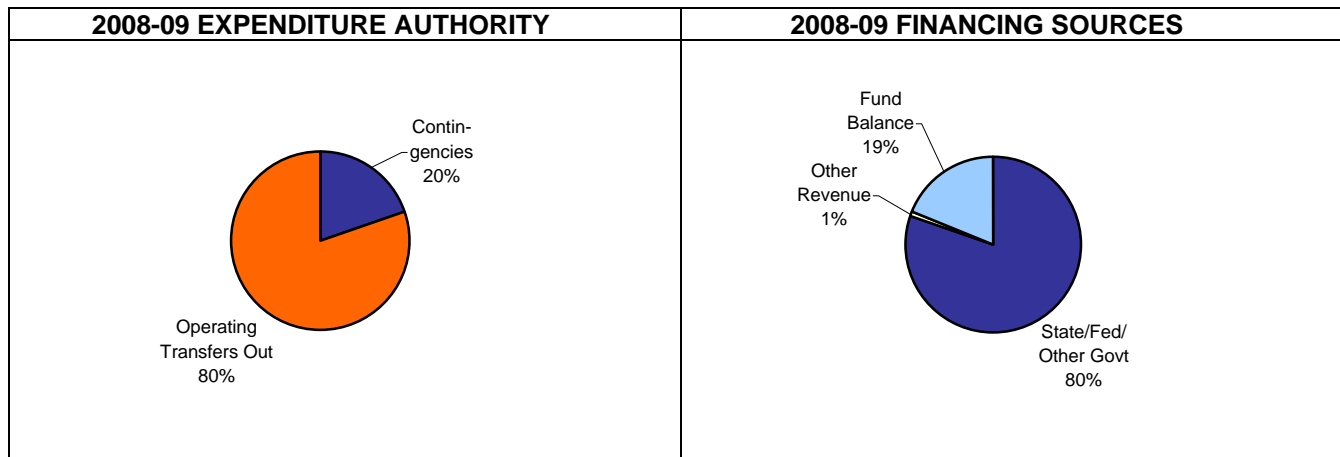 2008-09 EXPENDITURE AUTHORITY
2008-09 FINANCING SOURCES
Contin-
gencies
20%
Operating
Transfers Out
80%
Fund
Balance
19%
Other
Revenue
1%
State/Fed/
Other Govt
80%